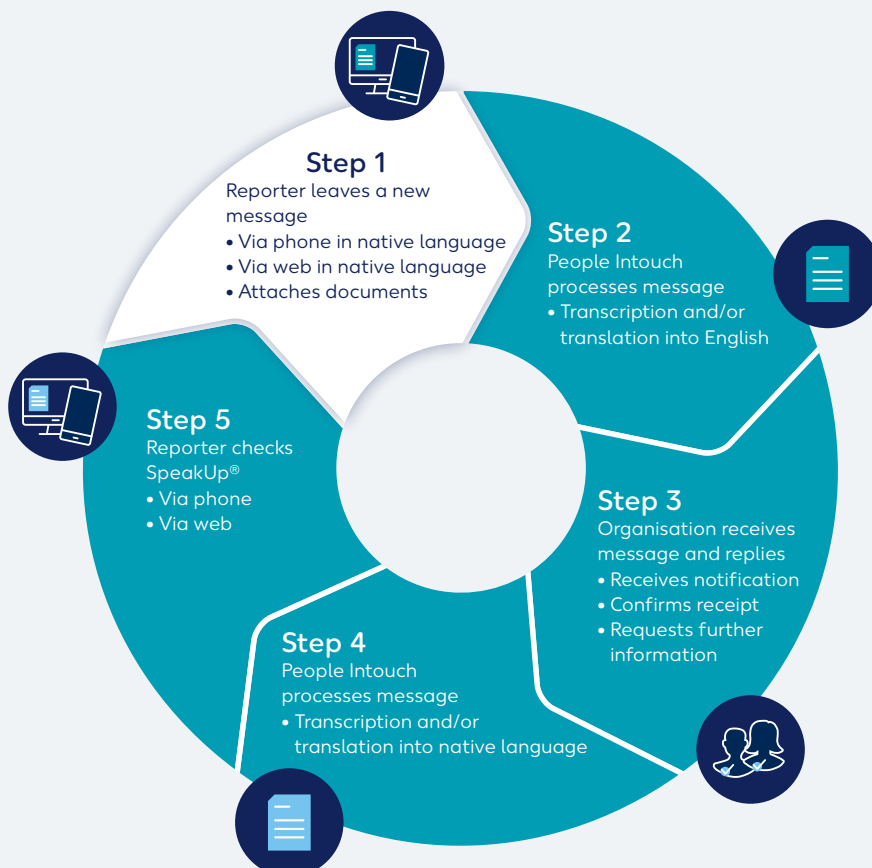 Step 1
Reporter leaves a new
message
• Via phone in native language
• Via web in native language
• Attaches documents
Step 2
People Intouch
processes message
• Transcription and/or
translation into English
Step 3
Organisation receives
message and replies
• Receives notification
• Confirms receipt
• Requests further
information
Step 4
People Intouch
processes message
• Transcription and/or
translation into native language
Step 5
Reporter checks
SpeakUp®
• Via phone
• Via web